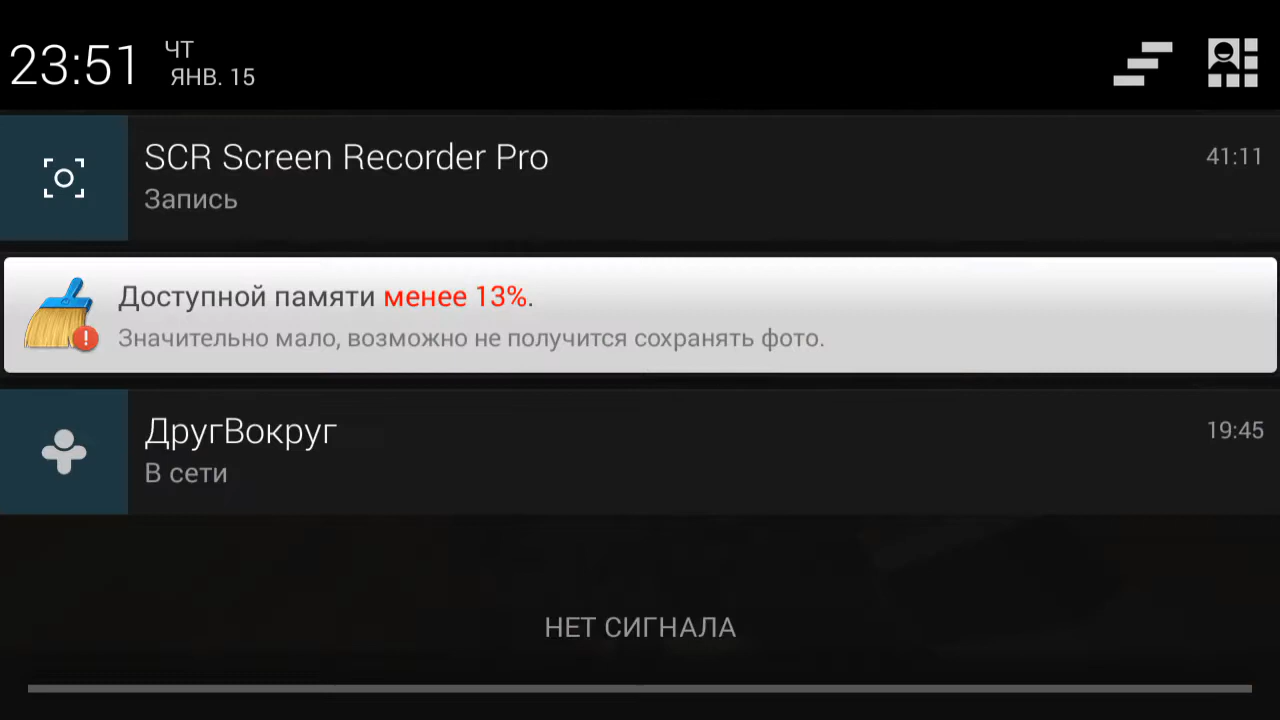 23:51
ЧТ
ЯНВ. 15
SCR Screen Recorder Pro
41:11
Запись
Доступной памяти менее 13%.
Значительно мало, возможно не получится сохранять фото.
ДругВокруг
19:45
В сети
НЕТ СИГНАЛА